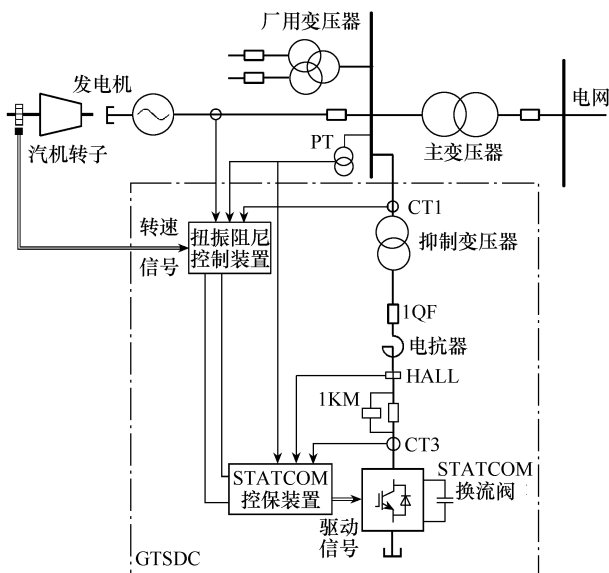 厂用变压器
发电机
电网
PT
汽机转子
主变压器
CT1
转速
信号
扭振阻尼
控制装置
抑制变压器
1QF
电抗器
HALL
1KM
CT3
STATCOM
控保装置
STATCOM
换流阀
驱动
信号
GTSDC